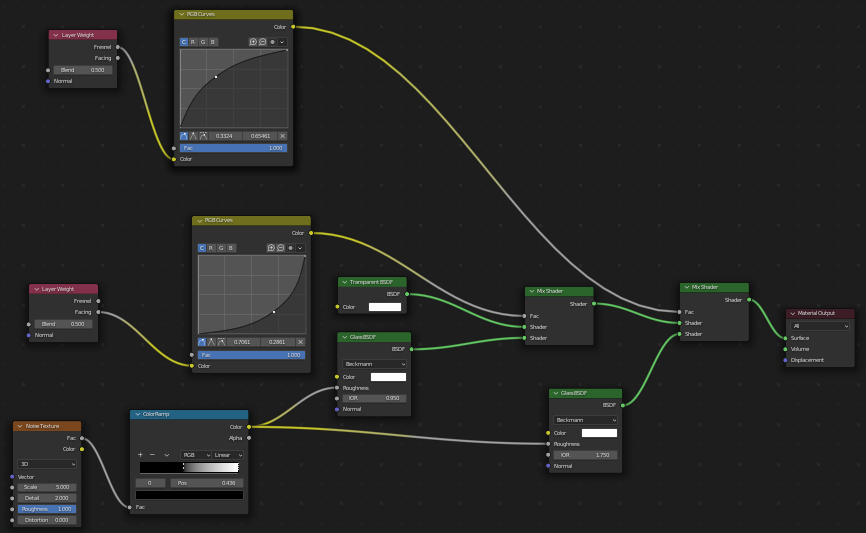 Layer Weight
Fresnel
Facing
Blend 0.500
Normal
RGB Curves
Color
C R G B
0.3324 0.65461
Fac 1.000
Color
Layer Weight
Fresnel
Facing
Blend 0.500
Normal
RGB Curves
Color
C R G B
0.7061 0.2861
Fac 1.000
Color
Noise Texture
Fac
Color
3D
Vector
Scale 5.000
Detail 2.000
Roughness 1.000
Distortion 0.000
ColorRamp
Color
Alpha
+ − RGB Linear
0 Pos 0.436
Fac
Transparent BSDF
BSDF
Color
Glass BSDF
BSDF
Beckmann
Color
Roughness
IOR 0.950
Normal
Mix Shader
Shader
Fac
Shader
Shader
Glass BSDF
BSDF
Beckmann
Color
Roughness
IOR 1.750
Normal
Mix Shader
Shader
Fac
Shader
Shader
Material Output
All
Surface
Volume
Displacement